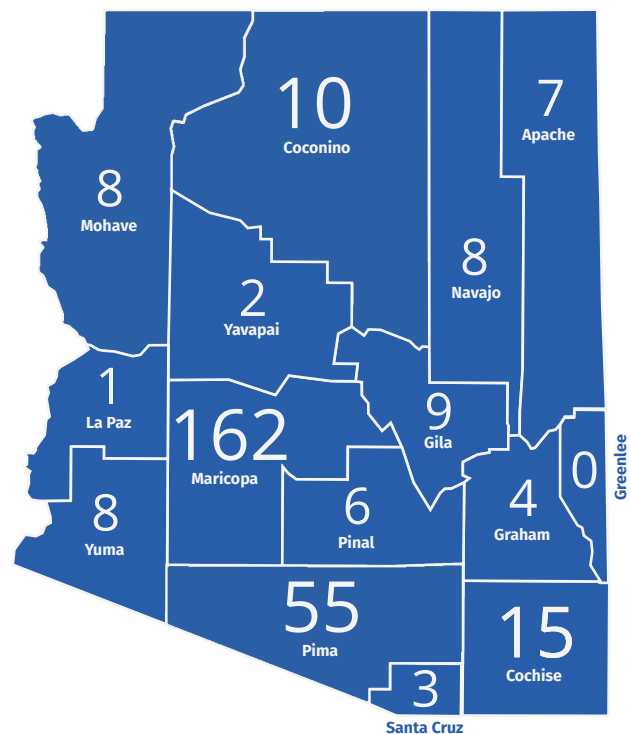 10
Coconino
7
Apache
8
Mohave
8
Navajo
2
Yavapai
1
La Paz
162
Maricopa
9
Gila
0
Greenlee
8
Yuma
6
Pinal
4
Graham
55
Pima
15
Cochise
3
Santa Cruz